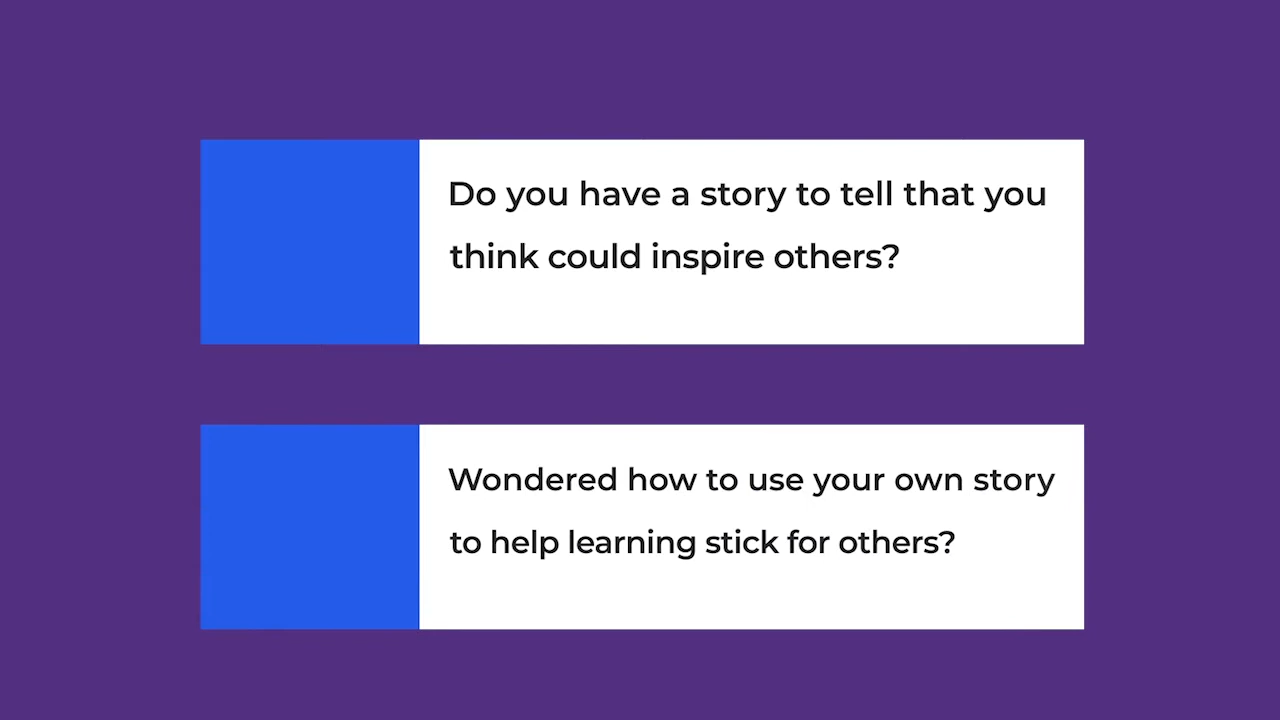 Do you have a story to tell that you
think could inspire others?
Wondered how to use your own story
to help learning stick for others?